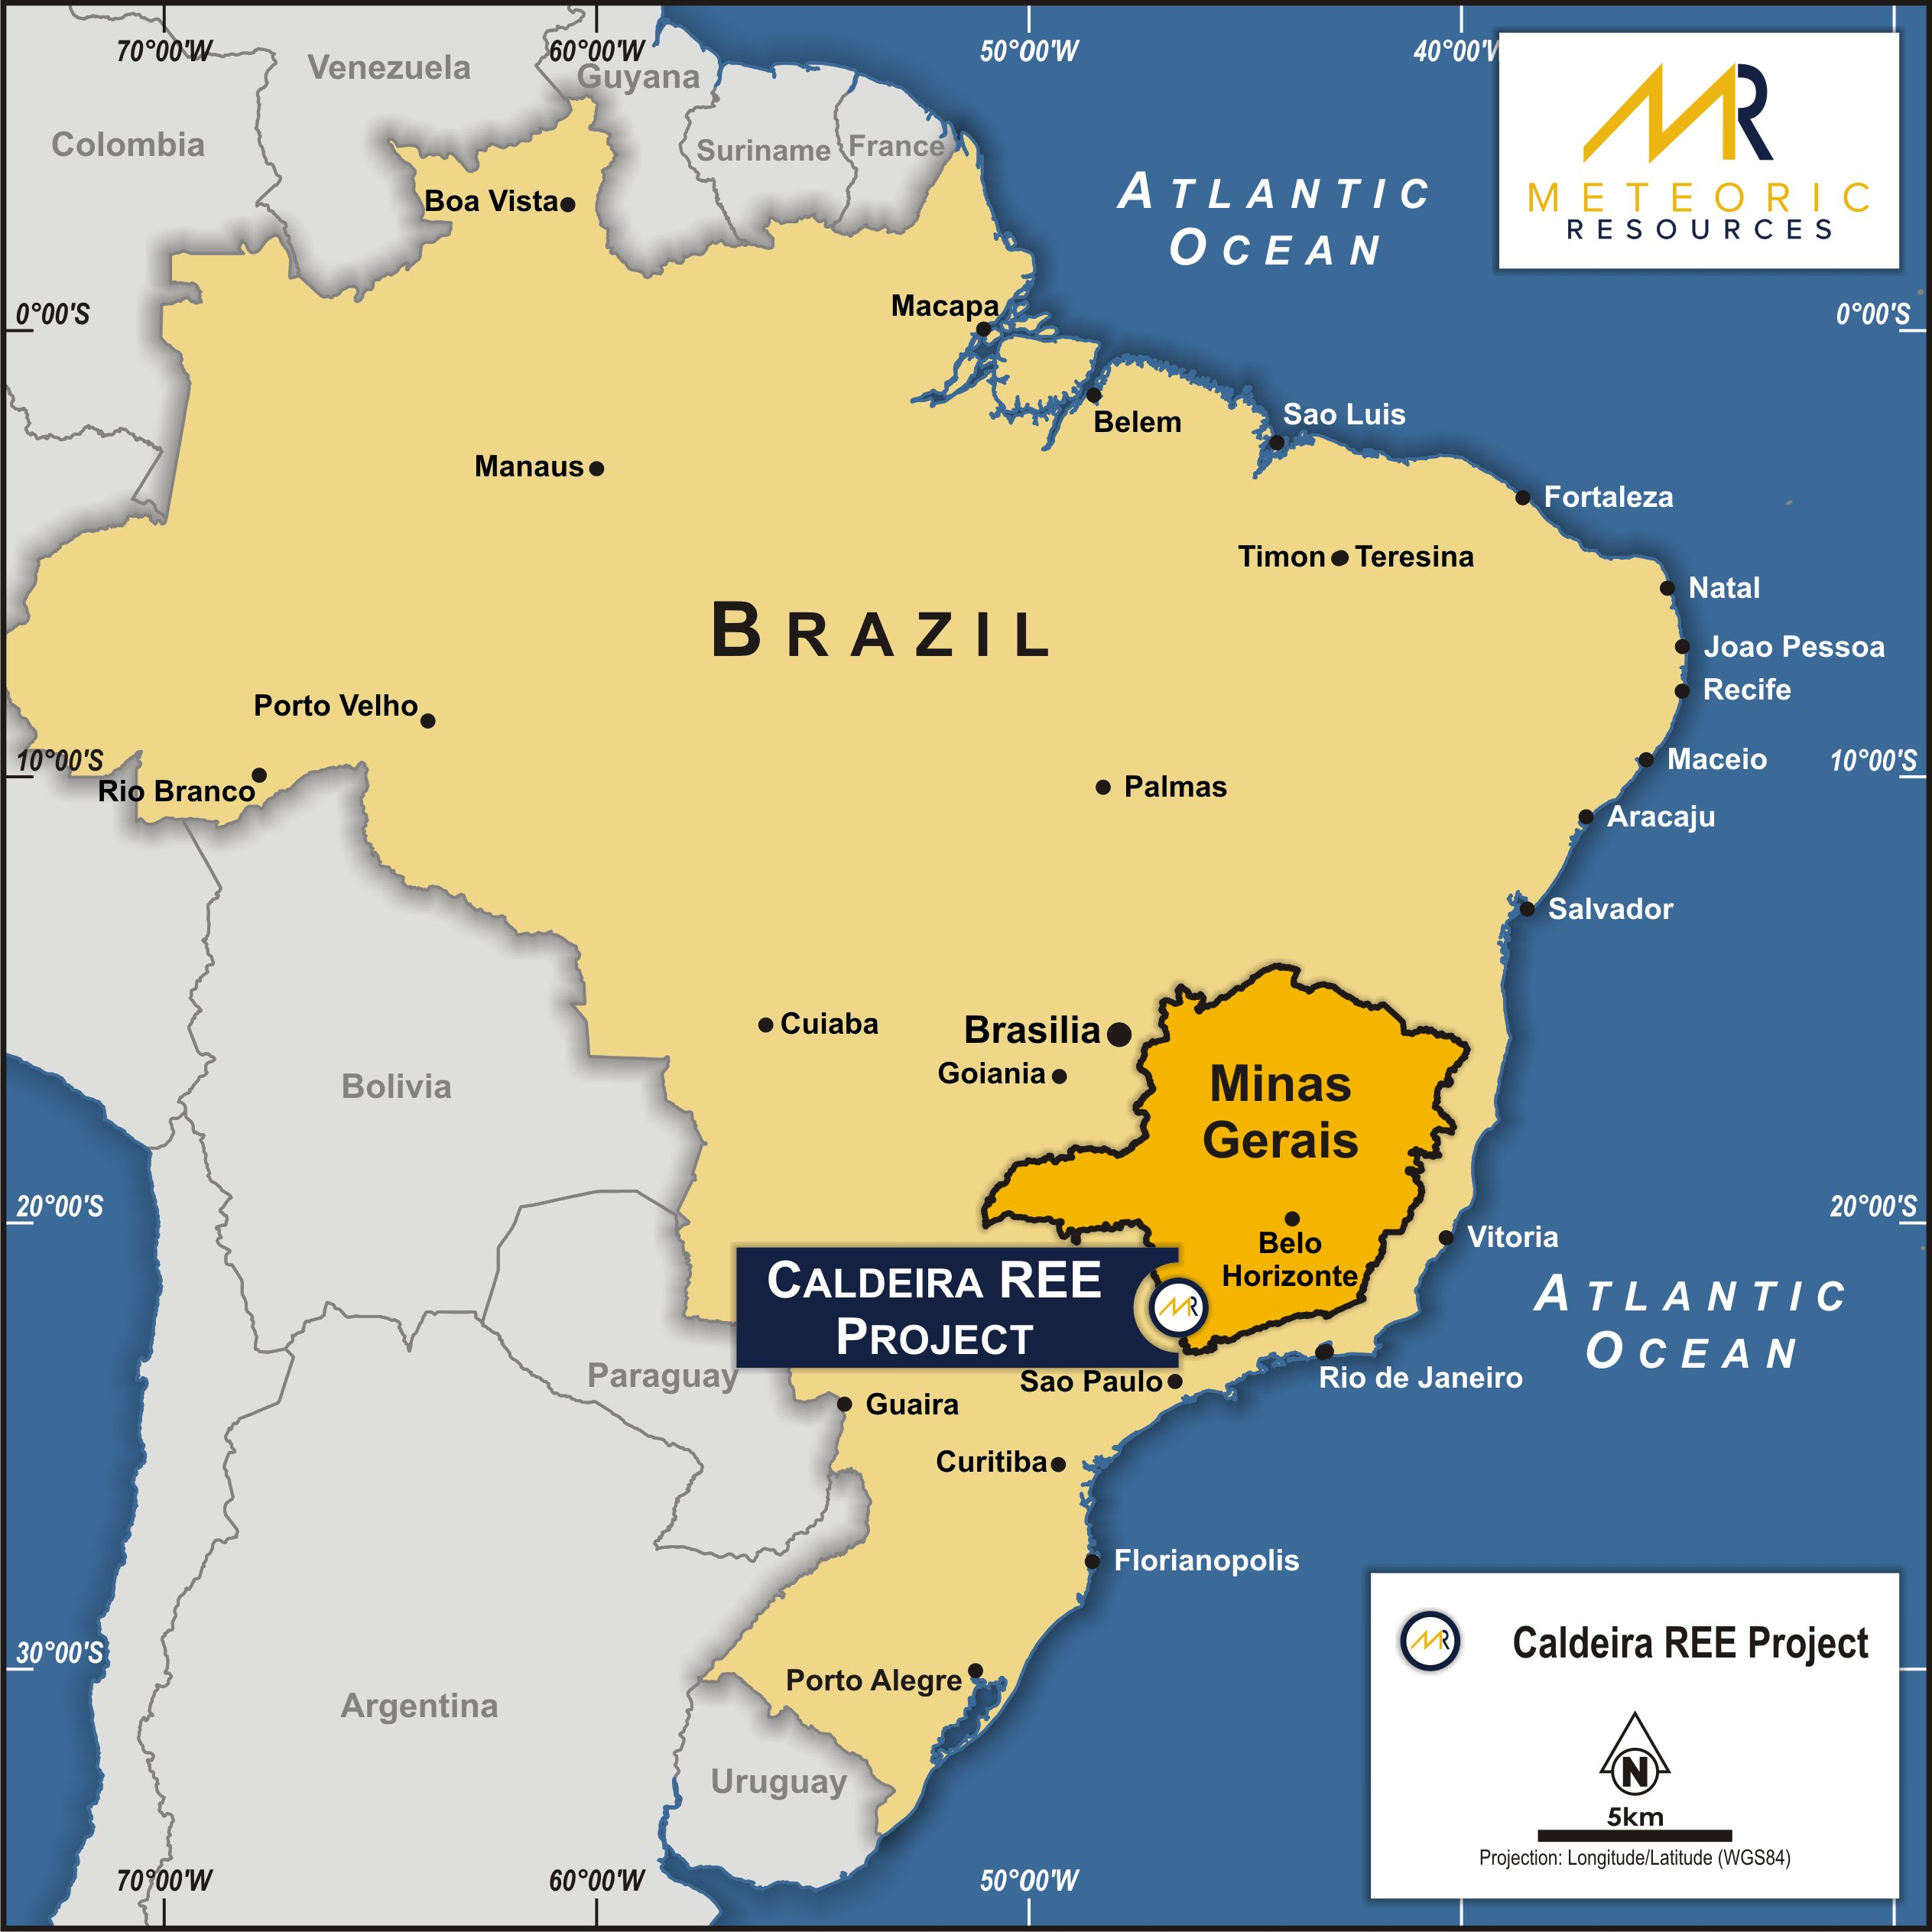 70°00'W
60°00'W
50°00'W
40°00'W
Venezuela
Guyana
Colombia
Suriname
France
MR
METEORIC
RESOURCES
Boa Vista
ATLANTIC
OCEAN
0°00'S
Macapa
0°00'S
Belem
Sao Luis
Manaus
Fortaleza
Timon
Teresina
Natal
BRAZIL
Joao Pessoa
Recife
Porto Velho
10°00'S
Rio Branco
Palmas
Maceio
10°00'S
Aracaju
Salvador
Cuiaba
Brasilia
Goiania
Minas
Gerais
Bolivia
20°00'S
20°00'S
Belo
Horizonte
Vitoria
CALDEIRA REE
PROJECT
MR
ATLANTIC
OCEAN
Paraguay
Sao Paulo
Rio de Janeiro
Guaira
Curitiba
Florianopolis
30°00'S
Porto Alegre
Argentina
Uruguay
MR
Caldeira REE Project
N
5km
Projection: Longitude/Latitude (WGS84)
70°00'W
60°00'W
50°00'W